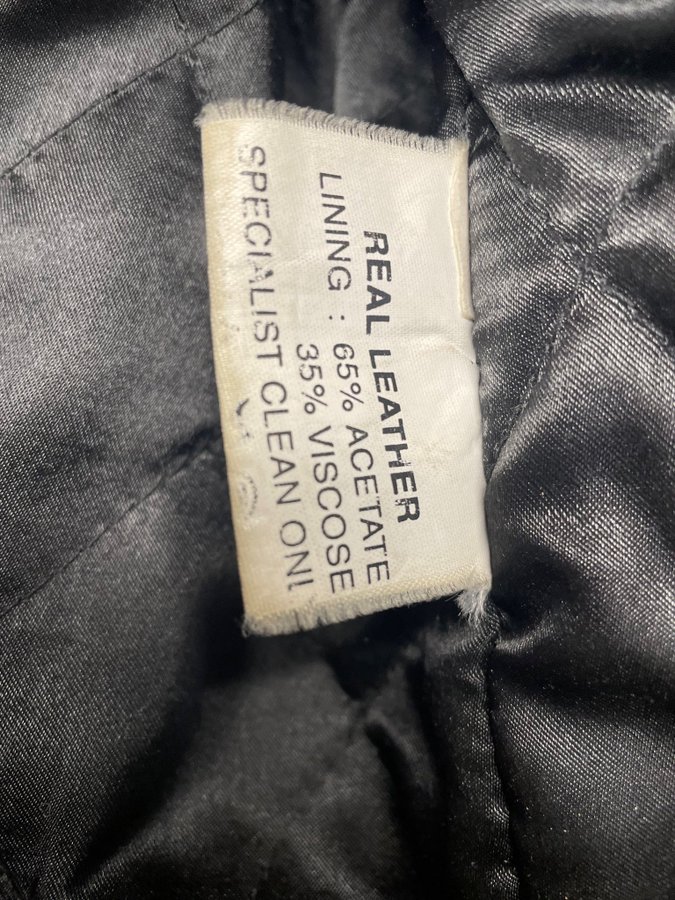 REAL LEATHER
LINING : 65% ACETATE
35% VISCOSE
SPECIALIST CLEAN ONL